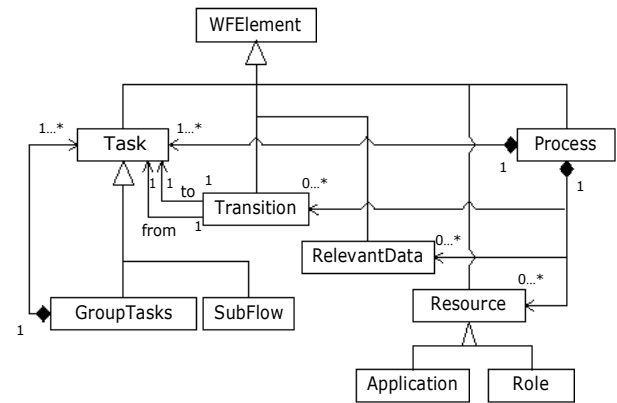 WFElement
1...*
Task
1...*
Process
1
1
1
1
to
1
Transition
0...*
from
1
RelevantData
0...*
0...*
GroupTasks
SubFlow
Resource
1
Application
Role